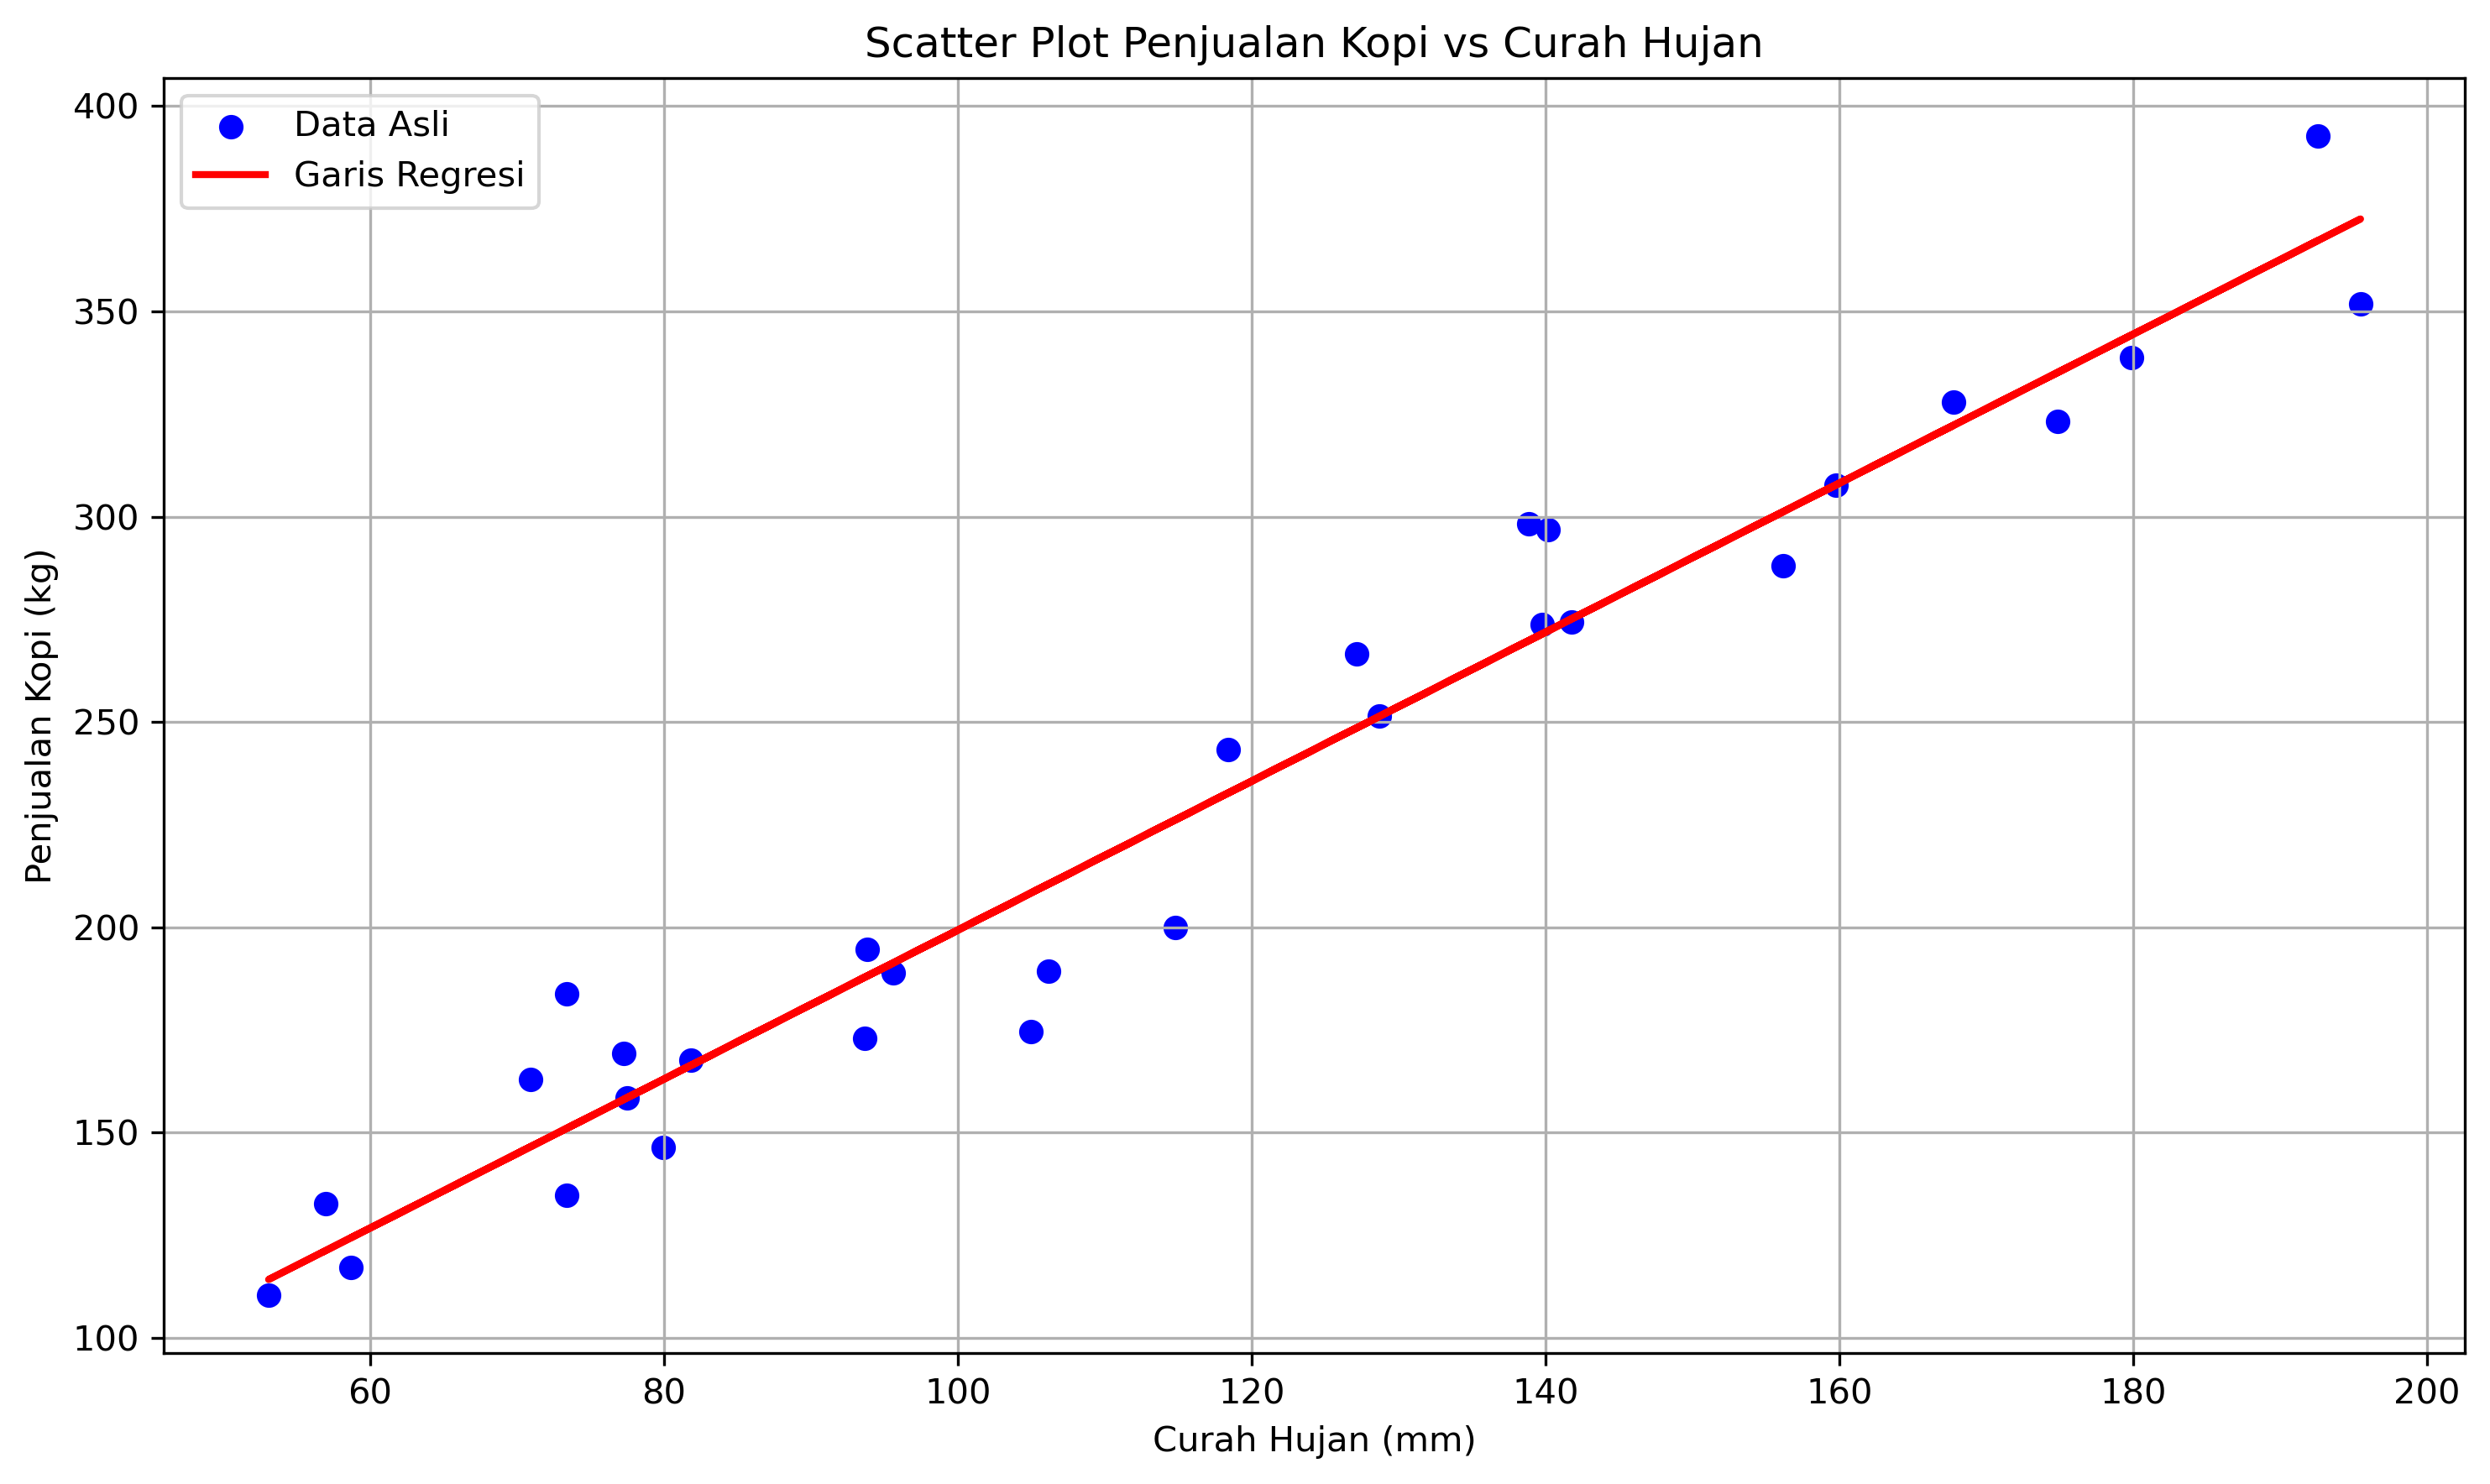 Scatter Plot Penjualan Kopi vs Curah Hujan
Data Asli
Garis Regresi
Penjualan Kopi (kg)
400
350
300
250
200
150
100
60 80 100 120 140 160 180 200
Curah Hujan (mm)